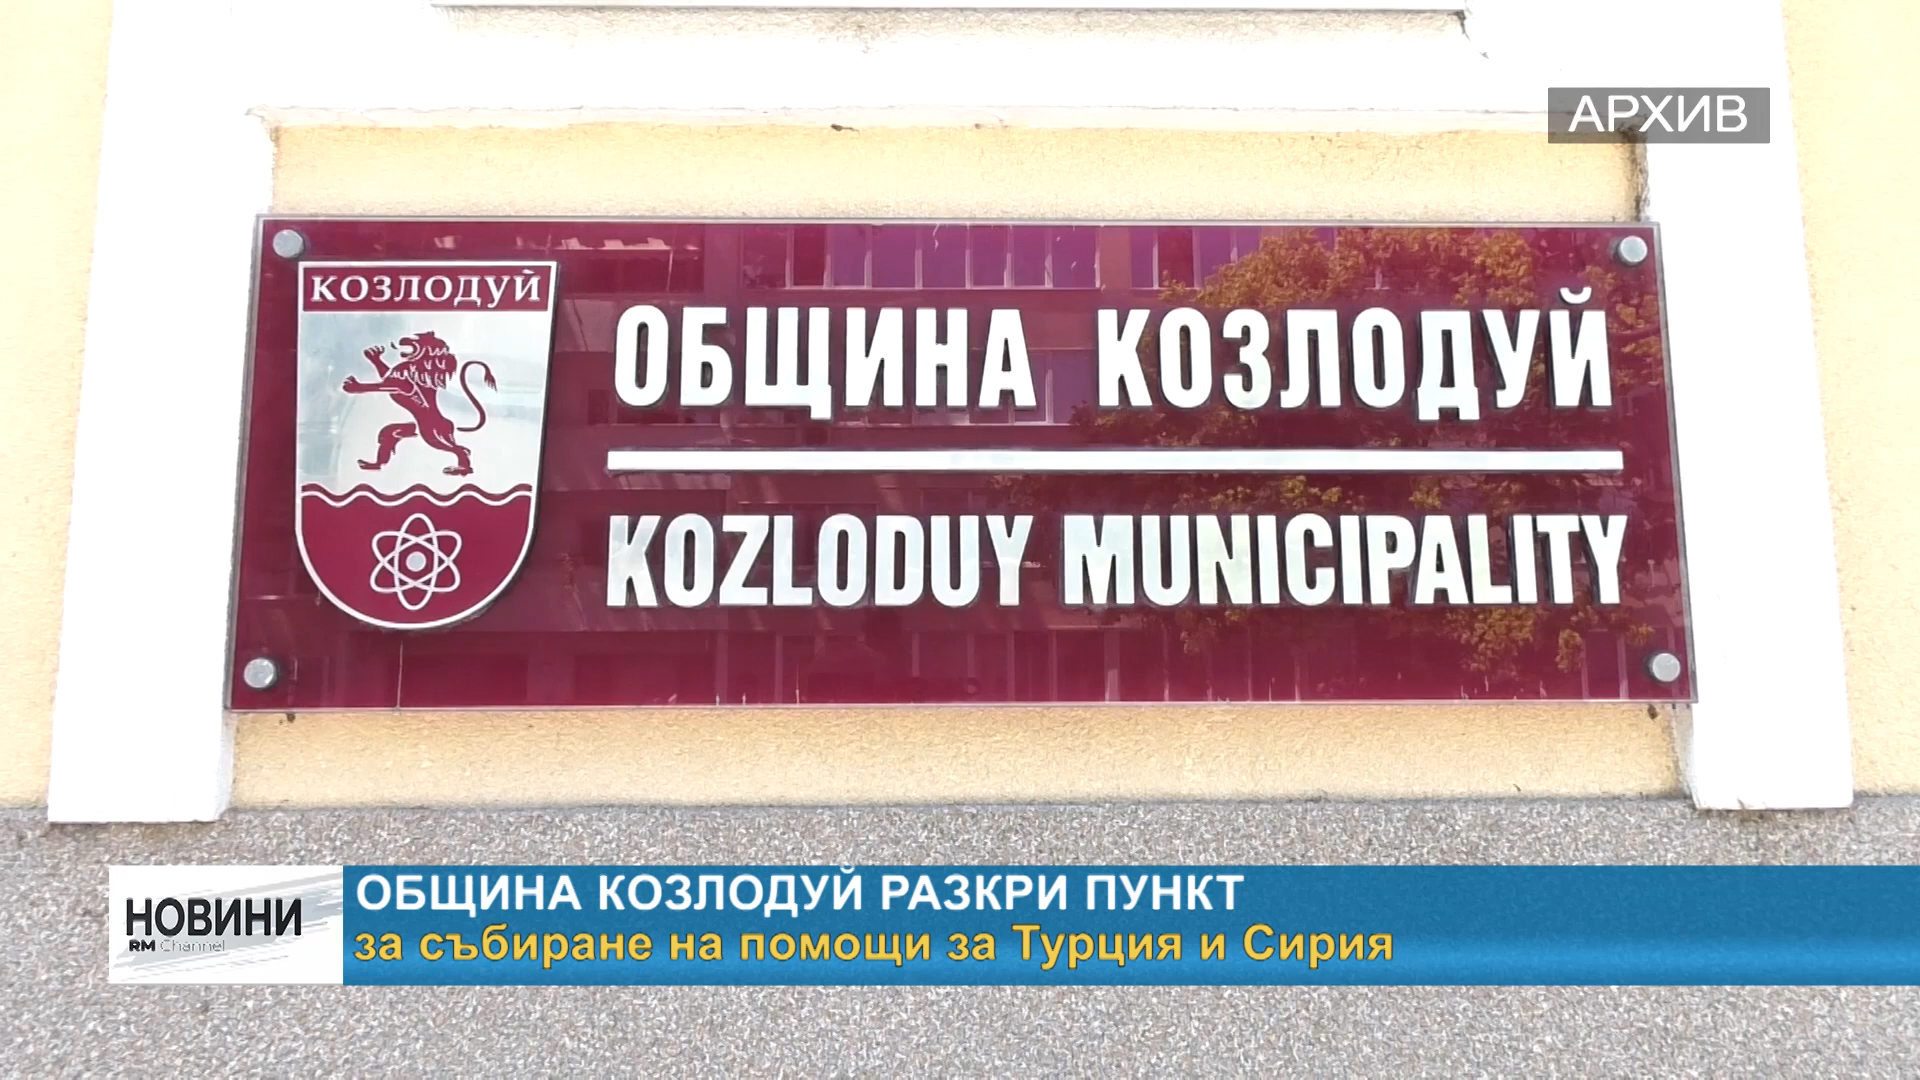 АРХИВ
КОЗЛОДУЙ
ОБЩИНА КОЗЛОДУЙ
KOZLODUY MUNICIPALITY
НОВИНИ
RM Channel
ОБЩИНА КОЗЛОДУЙ РАЗКРИ ПУНКТ
за събиране на помощи за Турция и Сирия